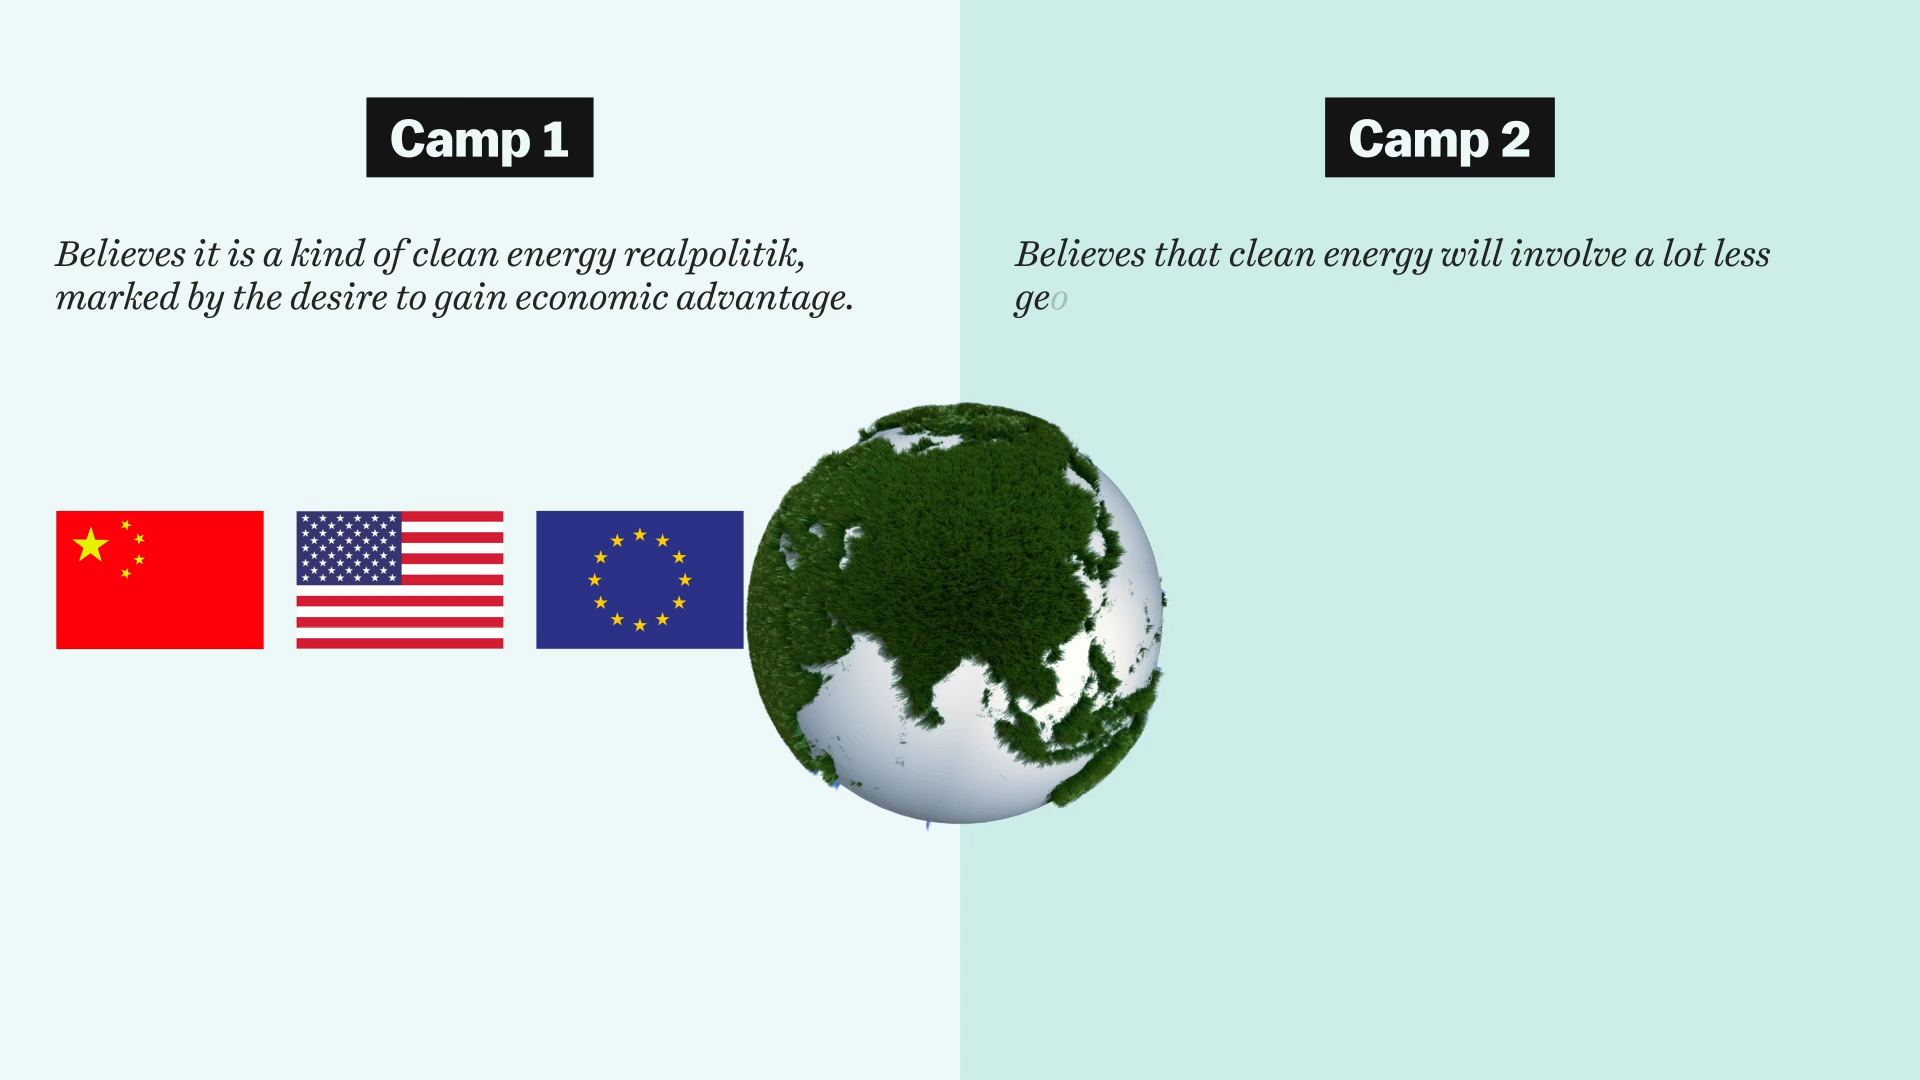 Camp 1
Believes it is a kind of clean energy realpolitik,
marked by the desire to gain economic advantage.
Camp 2
Believes that clean energy will involve a lot less
geo